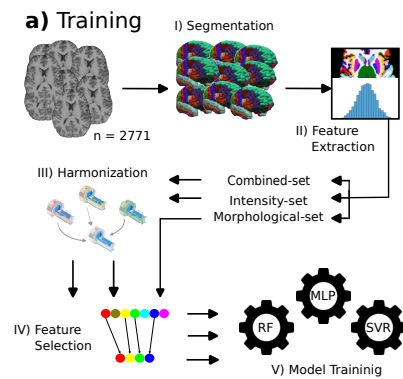 a) Training
I) Segmentation
n = 2771
II) Feature
Extraction
III) Harmonization
Combined-set
Intensity-set
Morphological-set
IV) Feature
Selection
RF
MLP
SVR
V) Model Traininig